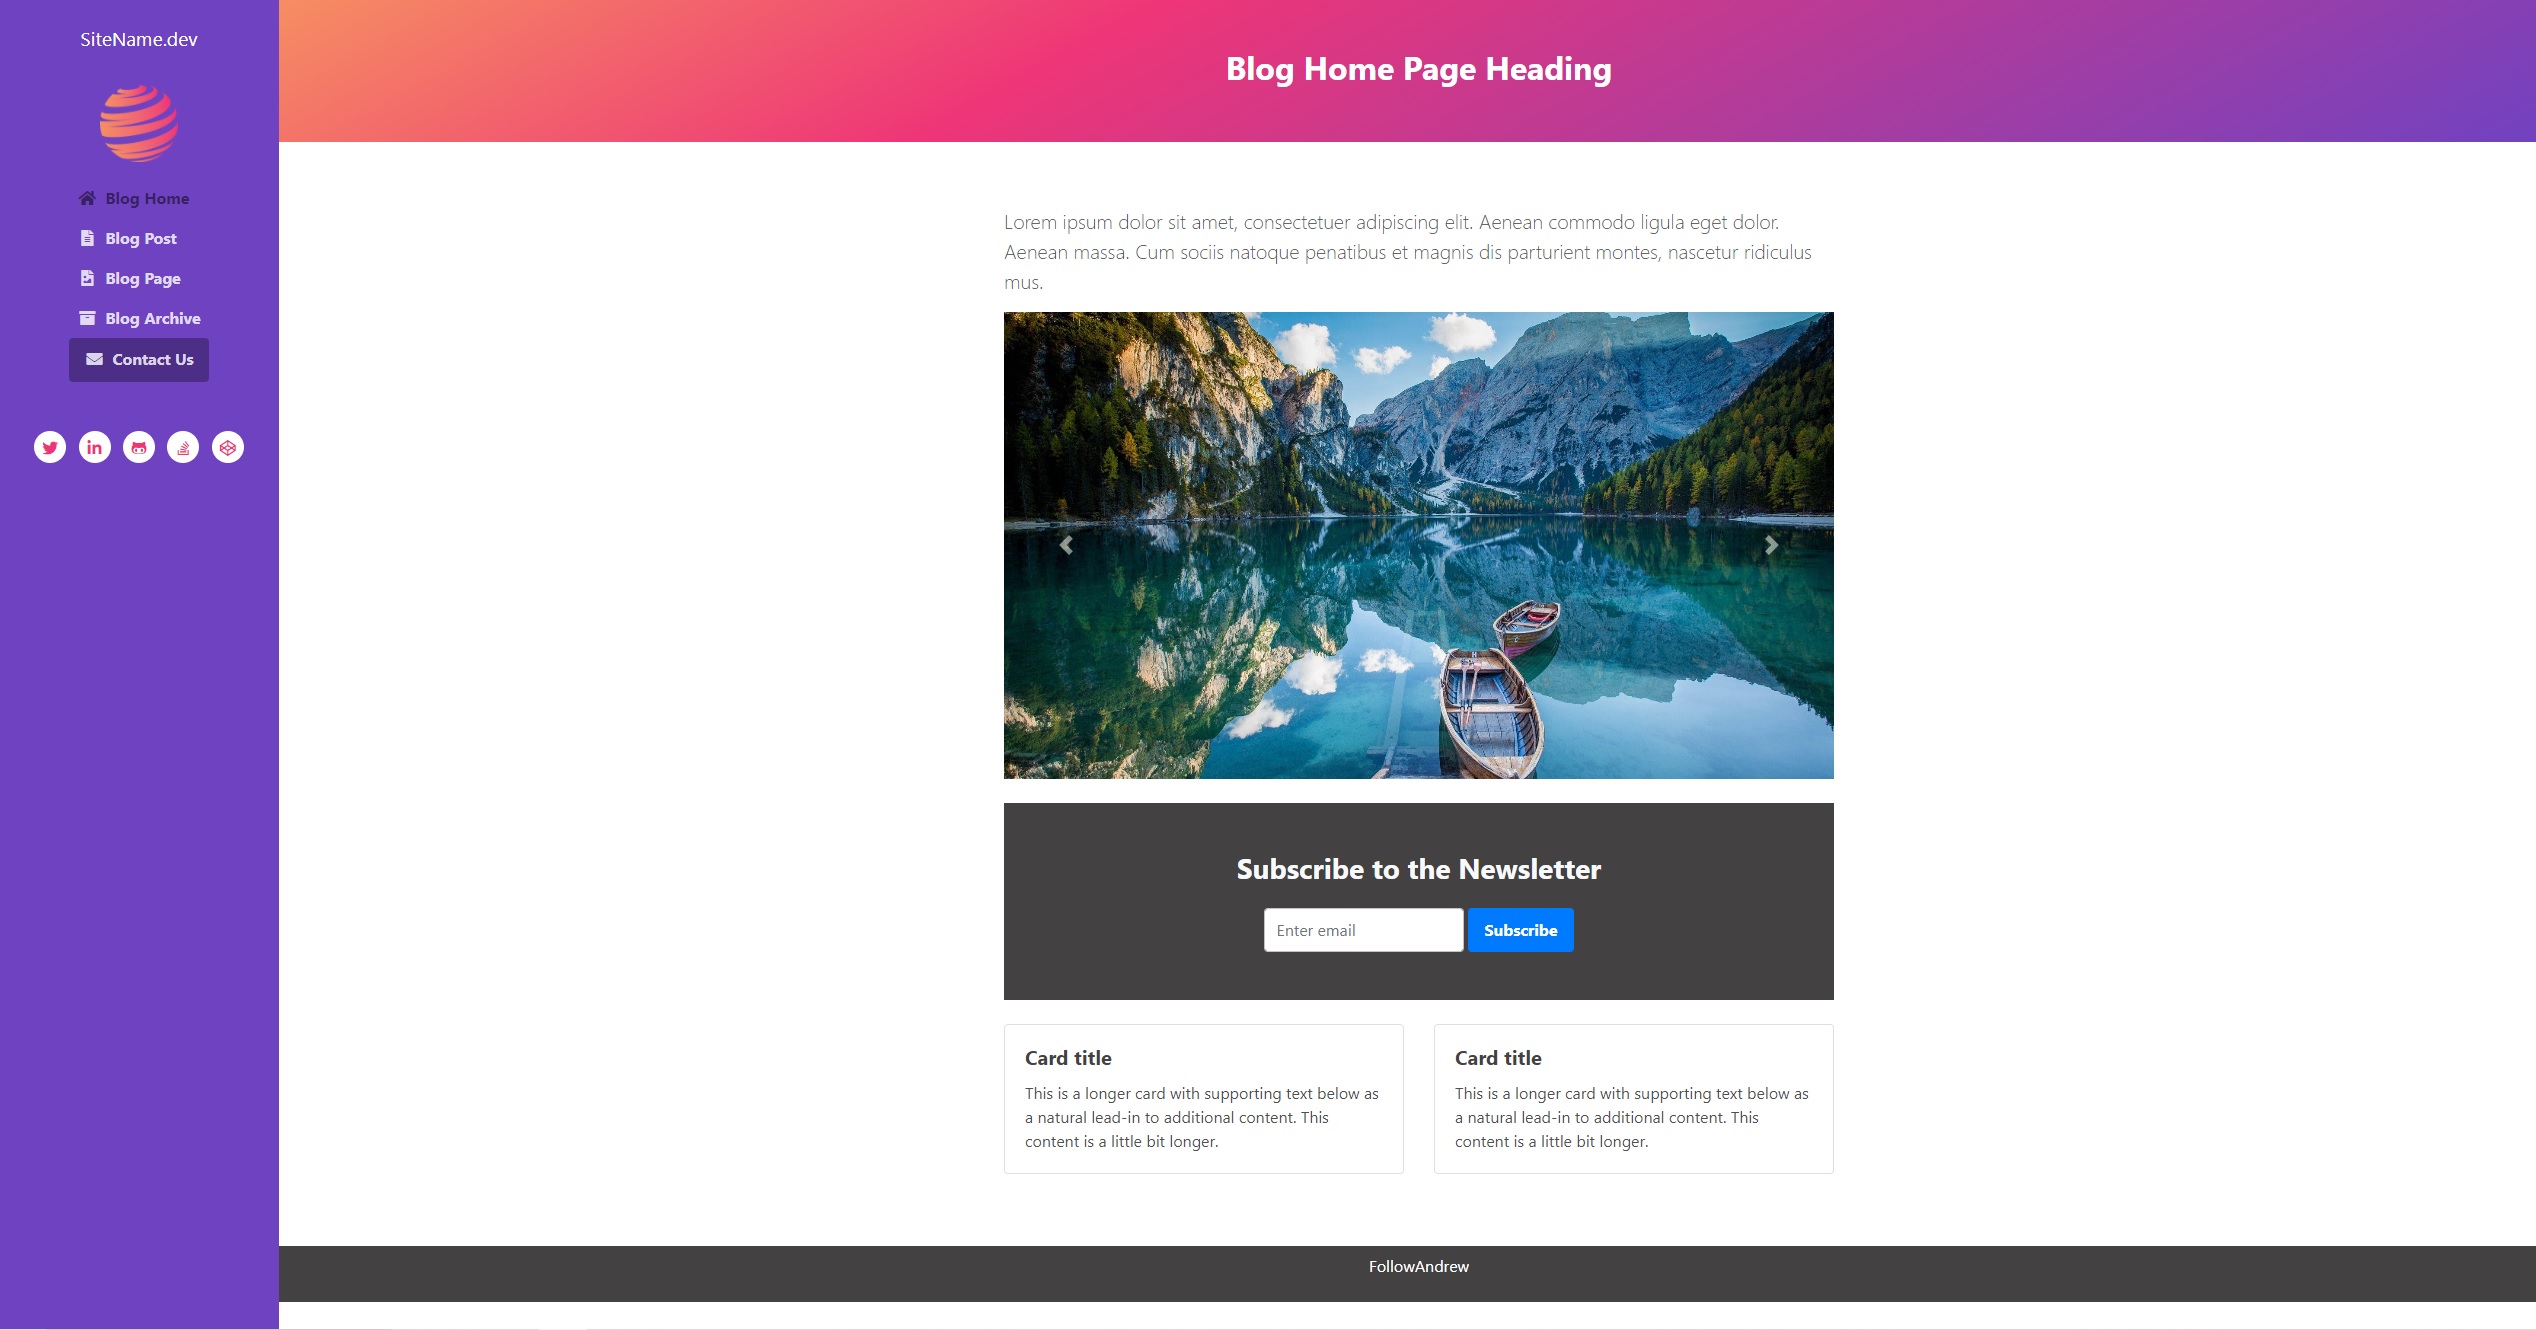 SiteName.dev
Blog Home
Blog Post
Blog Page
Blog Archive
Contact Us
Blog Home Page Heading
Lorem ipsum dolor sit amet, consectetuer adipiscing elit. Aenean commodo ligula eget dolor.
Aenean massa. Cum sociis natoque penatibus et magnis dis parturient montes, nascetur ridiculus
mus.
Subscribe to the Newsletter
Enter email
Subscribe
Card title
This is a longer card with supporting text below as
a natural lead-in to additional content. This
content is a little bit longer.
Card title
This is a longer card with supporting text below as
a natural lead-in to additional content. This
content is a little bit longer.
FollowAndrew